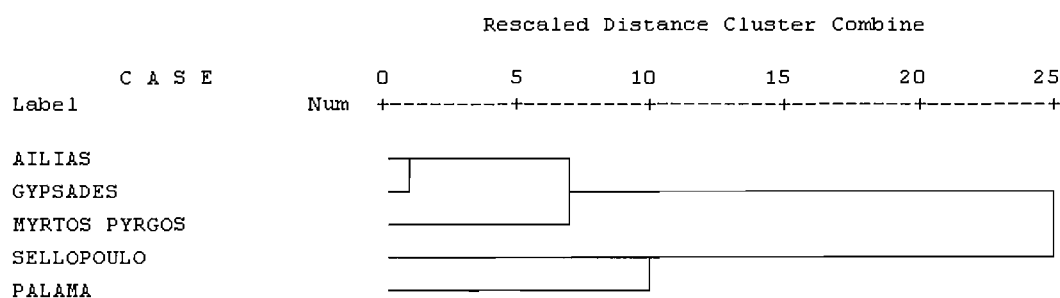 Rescaled Distance Cluster Combine
C A S E 0 5 10 15 20 25
Label Num +---------+---------+---------+---------+---------+
AILIAS
GYPSADES
MYRTOS PYRGOS
SELLOPOULO
PALAMA